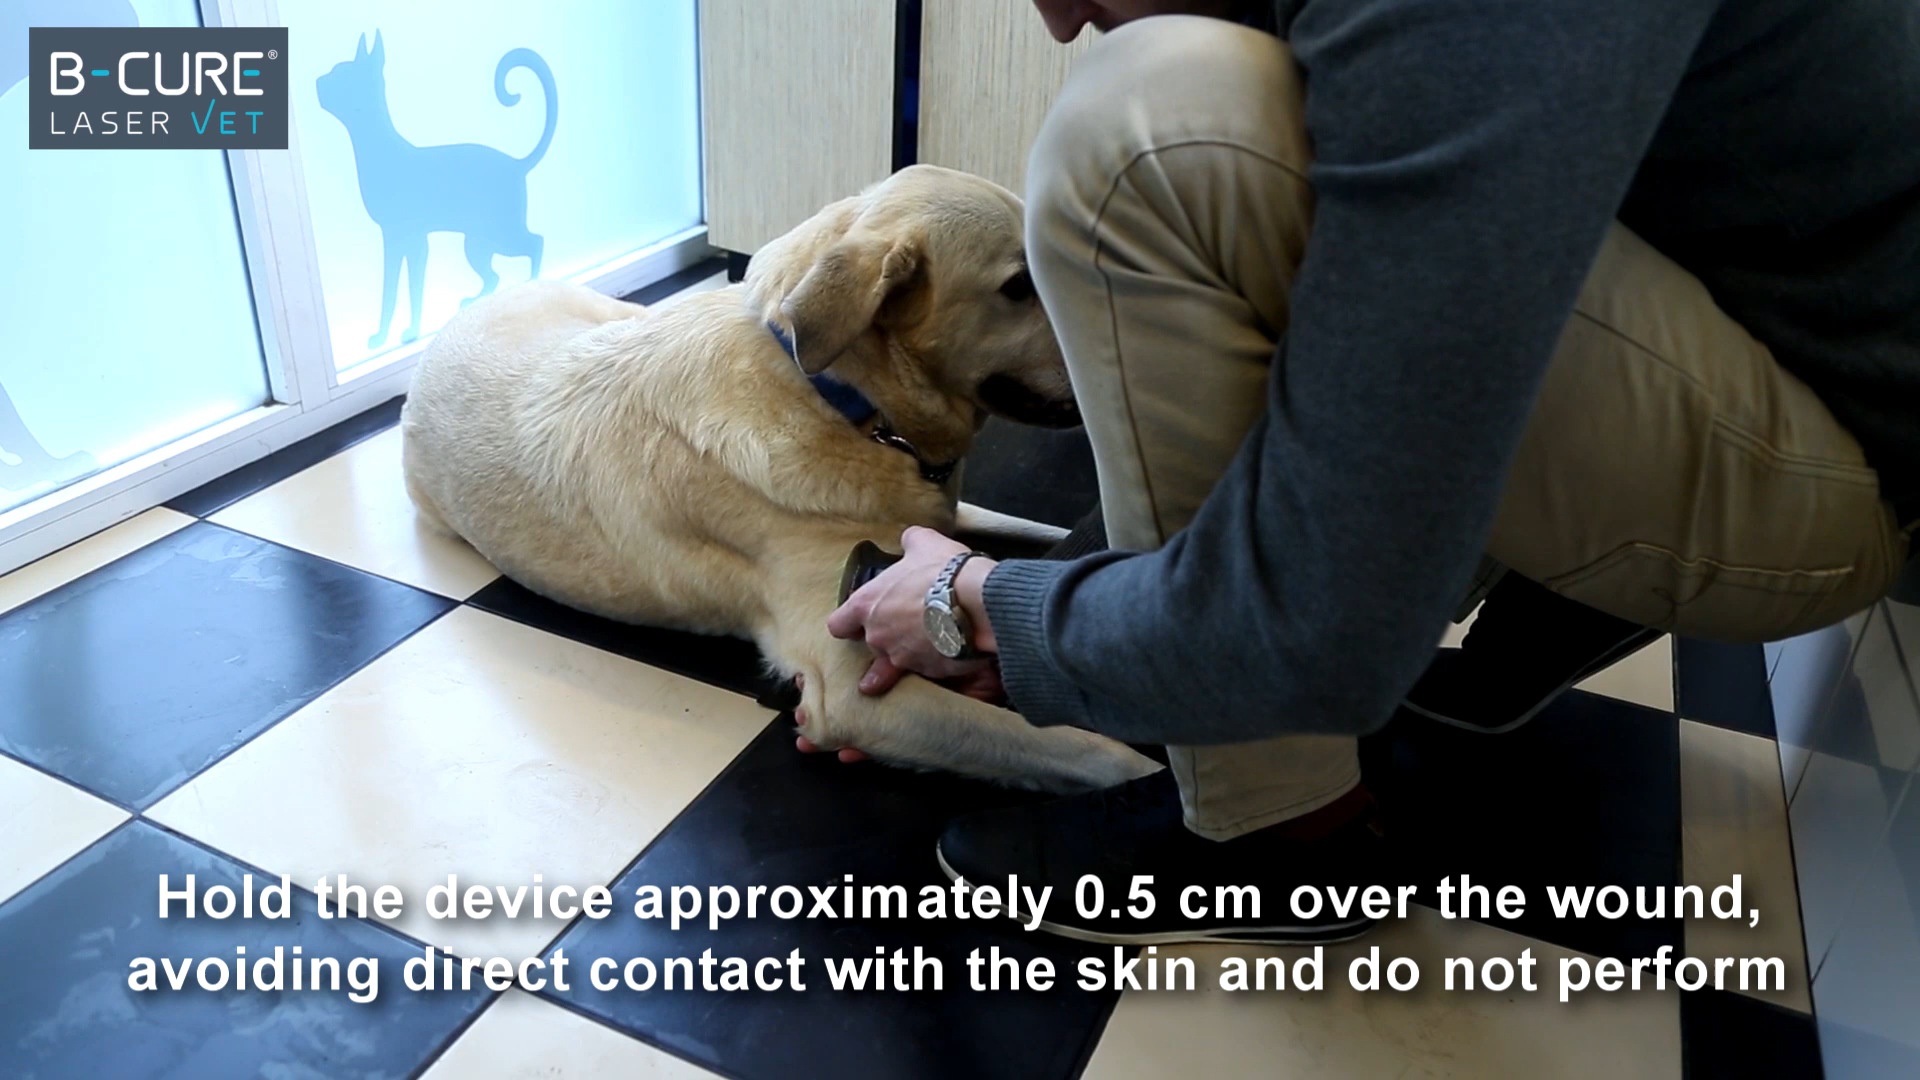 B-CURE®
LASER VET
Hold the device approximately 0.5 cm over the wound,
avoiding direct contact with the skin and do not perform